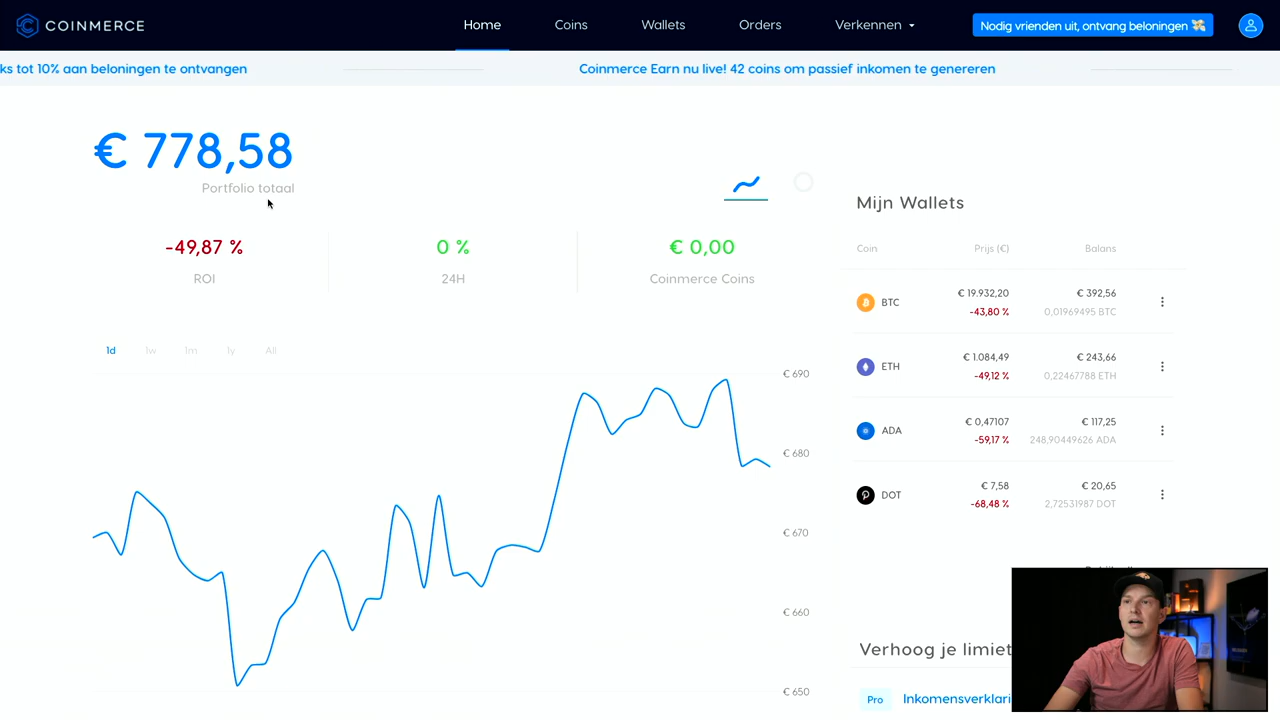 COINMERCE
Home
Coins
Wallets
Orders
Verkennen
Nodig vrienden uit, ontvang beloningen 💸
ks tot 10% aan beloningen te ontvangen
Coinmerce Earn nu live! 42 coins om passief inkomen te genereren
€ 778,58
Portfolio totaal
-49,87 %
ROI
0 %
24H
€ 0,00
Coinmerce Coins
1d
1w
1m
1y
All
€ 690
€ 680
€ 670
€ 660
€ 650
Mijn Wallets
Coin
Prijs (€)
Balans
BTC
€ 19.932,20
€ 392,56
-43,80 %
0,01969495 BTC
ETH
€ 1.084,49
€ 243,66
-49,12 %
0,22467788 ETH
ADA
€ 0,47107
€ 117,25
-59,17 %
248,90449626 ADA
DOT
€ 7,58
€ 20,65
-68,48 %
2,72531987 DOT
Verhoog je limiet
Pro
Inkomensverklari